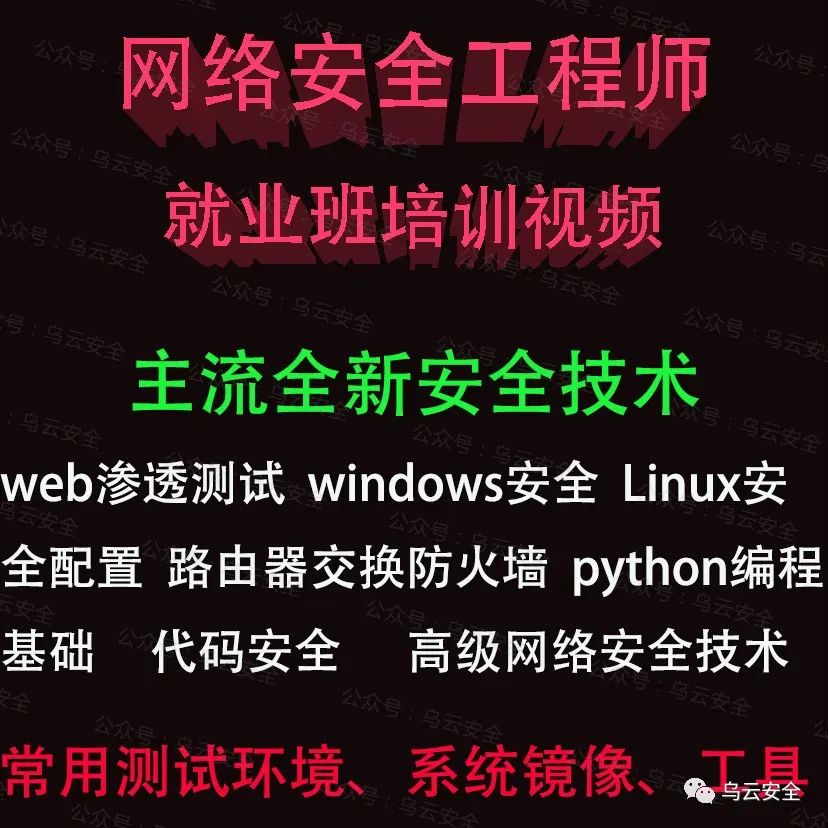 网络安全工程师
就业班培训视频
主流全新安全技术
web渗透测试 windows安全 Linux安
全配置 路由器交换防火墙 python编程
基础 代码安全 高级网络安全技术
常用测试环境、系统镜像、工具
乌云安全
公众号：乌云安全